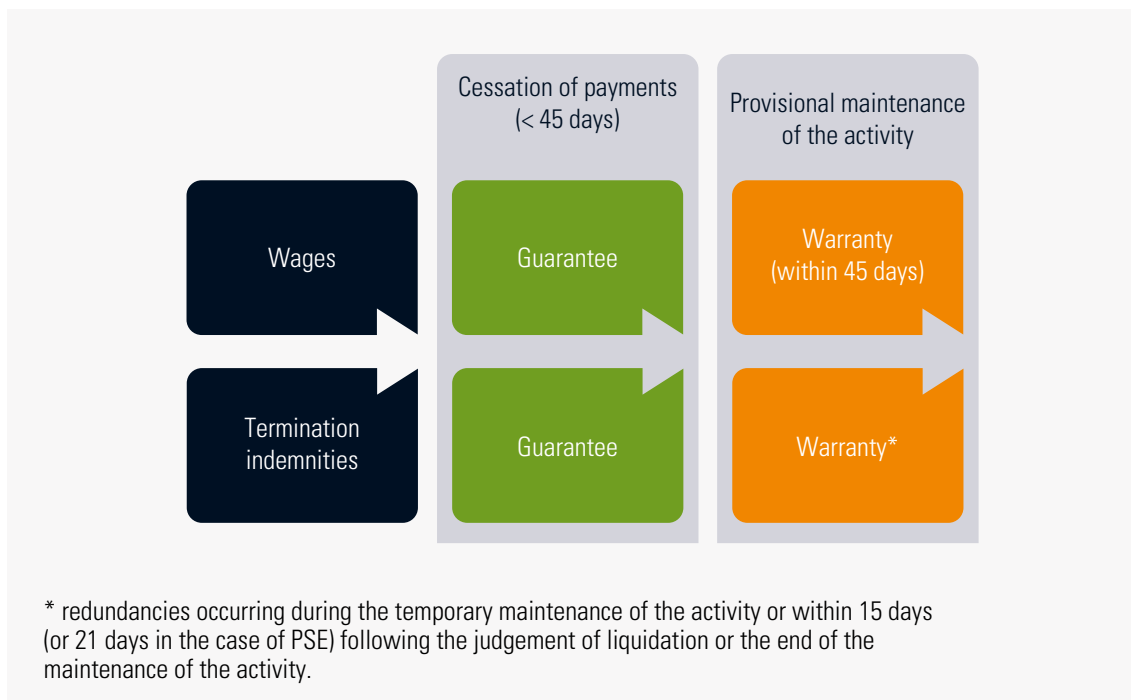 Cessation of payments
(< 45 days)
Provisional maintenance
of the activity
Wages
Guarantee
Warranty
(within 45 days)
Termination
indemnities
Guarantee
Warranty*
* redundancies occurring during the temporary maintenance of the activity or within 15 days
(or 21 days in the case of PSE) following the judgement of liquidation or the end of the
maintenance of the activity.